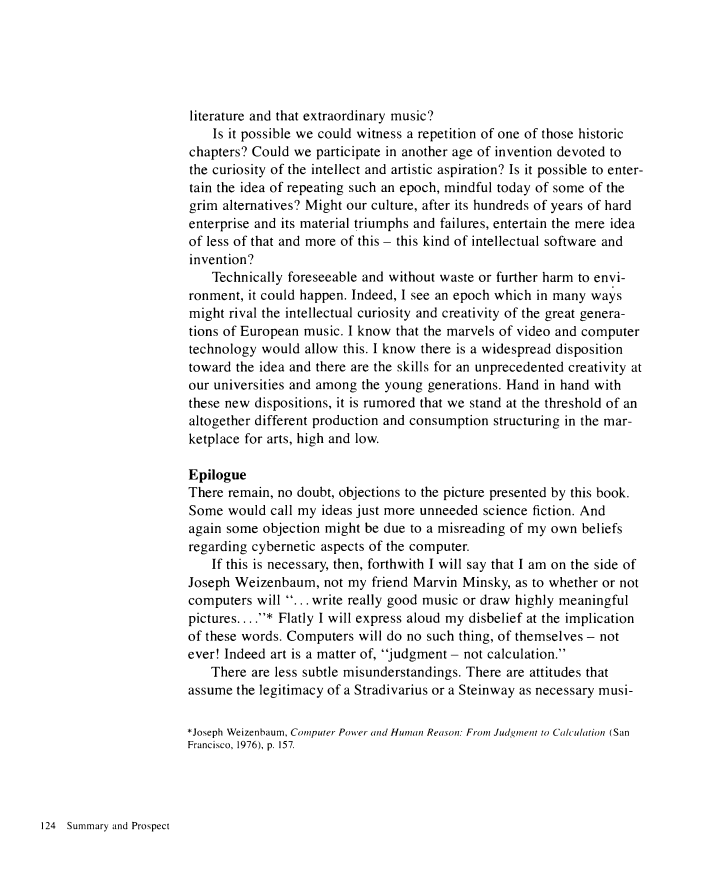 literature and that extraordinary music?
Is it possible we could witness a repetition of one of those historic
chapters? Could we participate in another age of invention devoted to
the curiosity of the intellect and artistic aspiration? Is it possible to enter-
tain the idea of repeating such an epoch, mindful today of some of the
grim alternatives? Might our culture, after its hundreds of years of hard
enterprise and its material triumphs and failures, entertain the mere idea
of less of that and more of this – this kind of intellectual software and
invention?
Technically foreseeable and without waste or further harm to envi-
ronment, it could happen. Indeed, I see an epoch which in many ways
might rival the intellectual curiosity and creativity of the great genera-
tions of European music. I know that the marvels of video and computer
technology would allow this. I know there is a widespread disposition
toward the idea and there are the skills for an unprecedented creativity at
our universities and among the young generations. Hand in hand with
these new dispositions, it is rumored that we stand at the threshold of an
altogether different production and consumption structuring in the mar-
ketplace for arts, high and low.
Epilogue
There remain, no doubt, objections to the picture presented by this book.
Some would call my ideas just more unneeded science fiction. And
again some objection might be due to a misreading of my own beliefs
regarding cybernetic aspects of the computer.
If this is necessary, then, forthwith I will say that I am on the side of
Joseph Weizenbaum, not my friend Marvin Minsky, as to whether or not
computers will “. . . write really good music or draw highly meaningful
pictures. . . .”* Flatly I will express aloud my disbelief at the implication
of these words. Computers will do no such thing, of themselves – not
ever! Indeed art is a matter of, “judgment – not calculation.”
There are less subtle misunderstandings. There are attitudes that
assume the legitimacy of a Stradivarius or a Steinway as necessary musi-
*Joseph Weizenbaum, Computer Power and Human Reason: From Judgment to Calculation (San
Francisco, 1976), p. 157.
124 Summary and Prospect